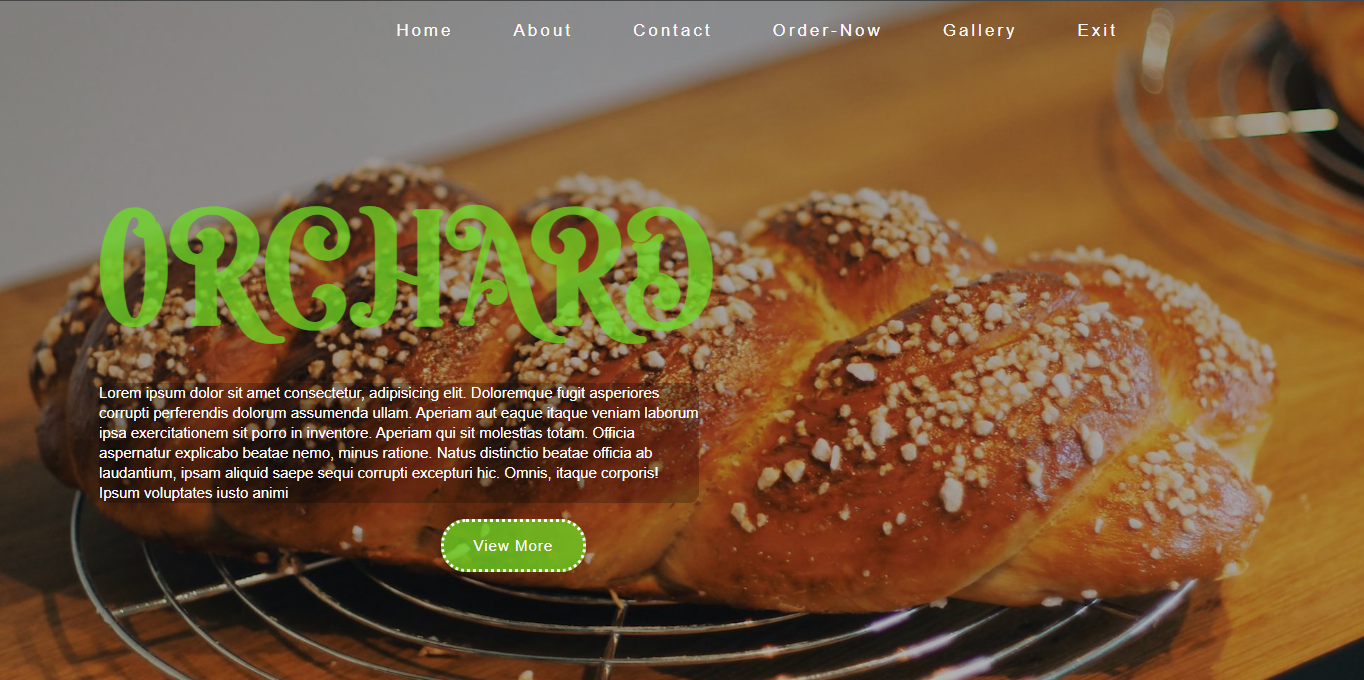 Home About Contact Order-Now Gallery Exit
ORCHARD
Lorem ipsum dolor sit amet consectetur, adipisicing elit. Doloremque fugit asperiores
corrupti perferendis dolorum assumenda ullam. Aperiam aut eaque itaque veniam laborum
ipsa exercitationem sit porro in inventore. Aperiam qui sit molestias totam. Officia
aspernatur explicabo beatae nemo, minus ratione. Natus distinctio beatae officia ab
laudantium, ipsam aliquid saepe sequi corrupti excepturi hic. Omnis, itaque corporis!
Ipsum voluptates iusto animi
View More